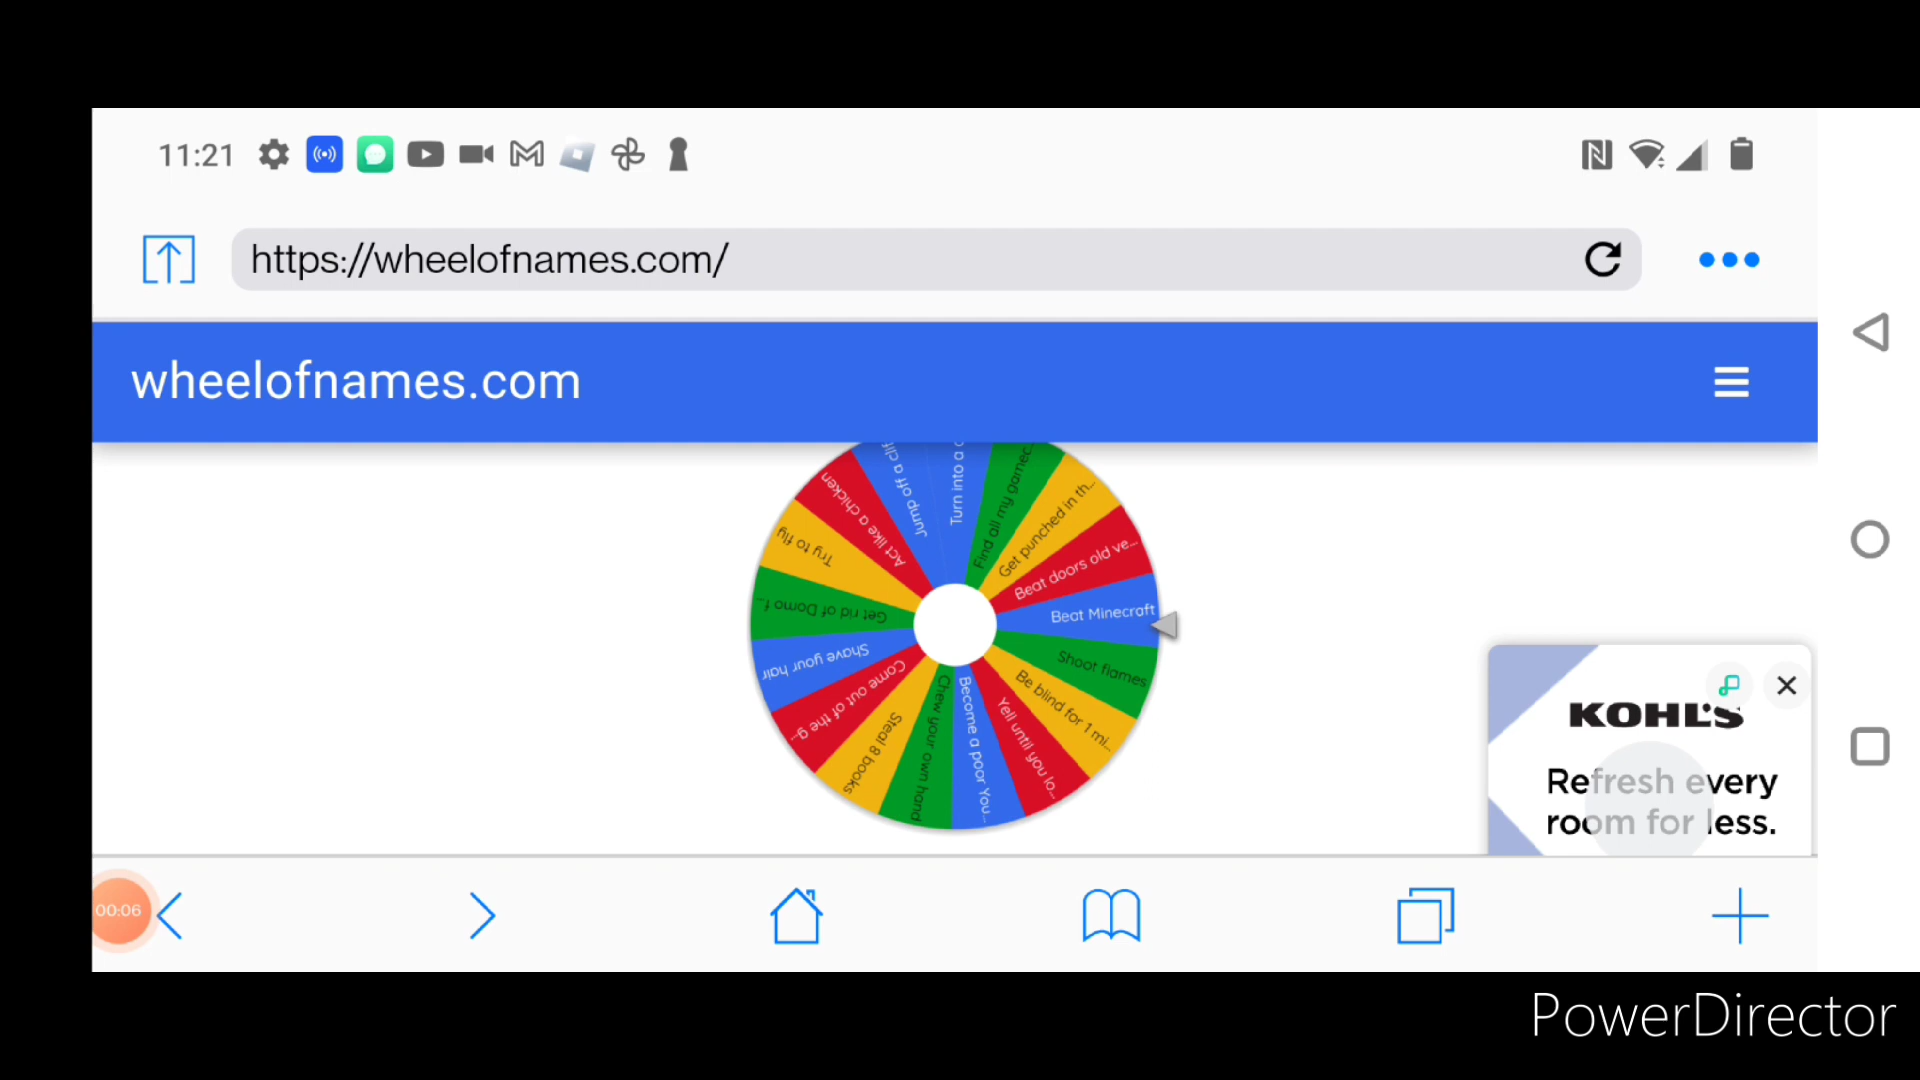 11:21
https://wheelofnames.com/
wheelofnames.com
Jump off a cli
Turn into a
Find all my gamec...
Get punched in th...
Beat doors old ve...
Beat Minecraft
Shoot flames
Be blind for 1 mi...
Yell until you lo...
Become a poor You...
Chew your own hand
Steal 8 books
Come out of the g...
Shave your hair
Get rid of Domo f...
Try to fly
Act like a chicken
KOHL'S
Refresh every
room for less.
00:06
PowerDirector